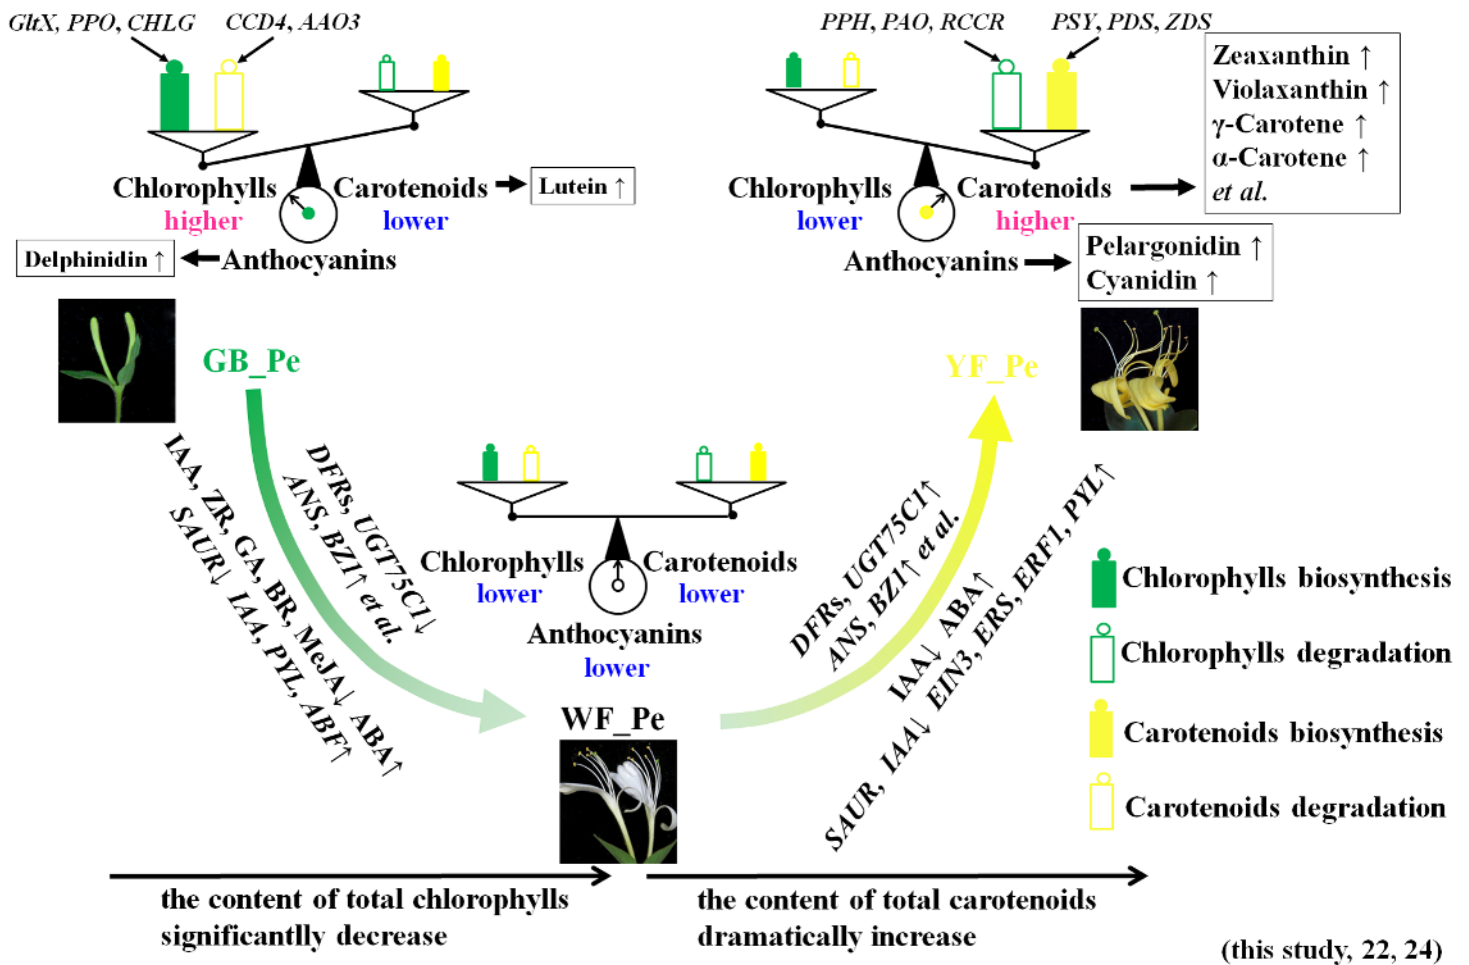 GltX, PPO, CHLG
CCD4, AAO3
Chlorophylls
higher
Carotenoids
lower
Lutein ↑
Delphinidin ↑
Anthocyanins
GB_Pe
PPH, PAO, RCCR
PSY, PDS, ZDS
Zeaxanthin ↑
Violaxanthin ↑
γ-Carotene ↑
α-Carotene ↑
et al.
Chlorophylls
lower
Carotenoids
higher
Anthocyanins
Pelargonidin ↑
Cyanidin ↑
YF_Pe
DFRs, UGT75C1↓
ANS, BZ1↑ et al.
IAA, ZR, GA, BR, MeJA↓ ABA↑
SAUR↓ IAA, PYL, ABF↑
Chlorophylls
lower
Carotenoids
lower
Anthocyanins
lower
WF_Pe
DFRs, UGT75C1↑
ANS, BZ1↑ et al.
IAA↓ ABA↑
SAUR, IAA↓ EIN3, ERS, ERF1, PYL↑
Chlorophylls biosynthesis
Chlorophylls degradation
Carotenoids biosynthesis
Carotenoids degradation
the content of total chlorophylls
significantlly decrease
the content of total carotenoids
dramatically increase
(this study, 22, 24)